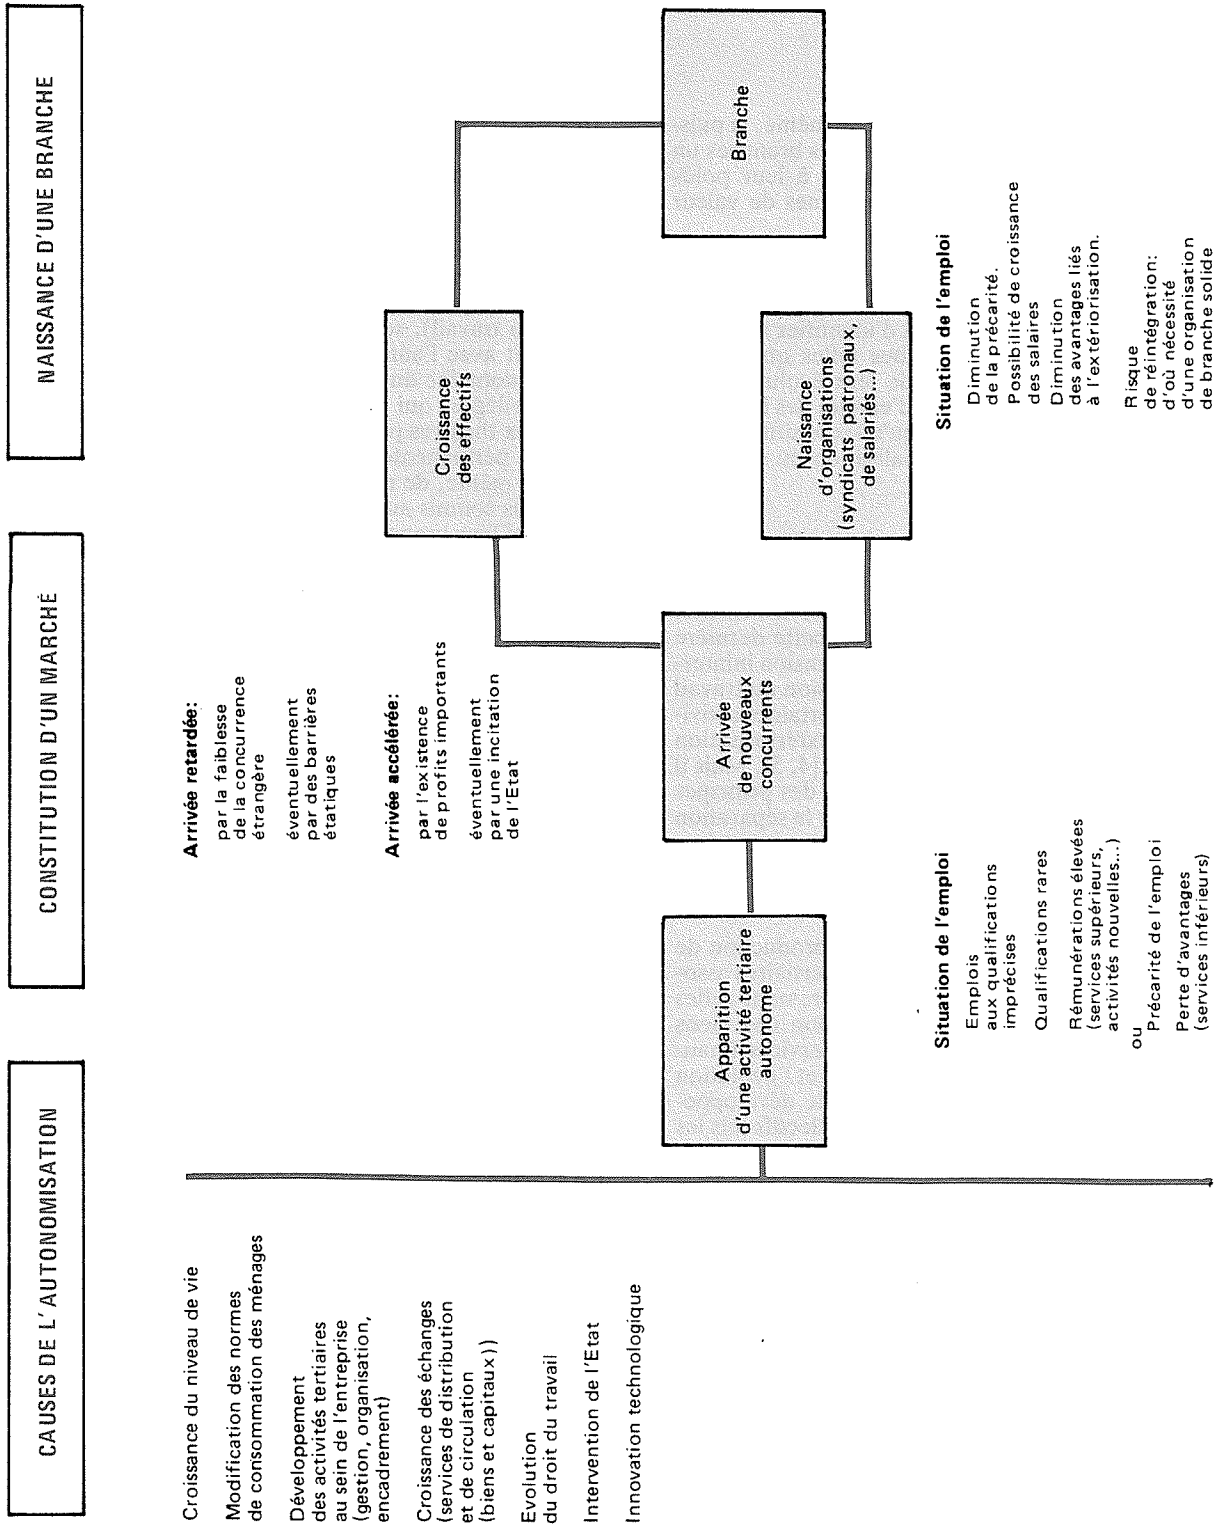 CAUSES DE L'AUTONOMISATION
Croissance du niveau de vie
Modification des normes
de consommation des ménages
Développement
des activités tertiaires
au sein de l'entreprise
(gestion, organisation,
encadrement)
Croissance des échanges
(services de distribution
et de circulation
(biens et capitaux))
Evolution
du droit du travail
Intervention de l'Etat
Innovation technologique
CONSTITUTION D'UN MARCHÉ
Arrivée retardée:
par la faiblesse
de la concurrence
étrangère
éventuellement
par des barrières
étatiques
Arrivée accélérée:
par l'existence
de profits importants
éventuellement
par une incitation
de l'Etat
Apparition
d'une activité tertiaire
autonome
Arrivée
de nouveaux
concurrents
Situation de l'emploi
Emplois
aux qualifications
imprécises
Qualifications rares
Rémunérations élevées
(services supérieurs,
activités nouvelles...)
ou
Précarité de l'emploi
Perte d'avantages
(services inférieurs)
NAISSANCE D'UNE BRANCHE
Croissance
des effectifs
Branche
Naissance
d'organisations
(syndicats patronaux,
de salariés...)
Situation de l'emploi
Diminution
de la précarité.
Possibilité de croissance
des salaires
Diminution
des avantages liés
à l'extériorisation.
Risque
de réintégration:
d'où nécessité
d'une organisation
de branche solide